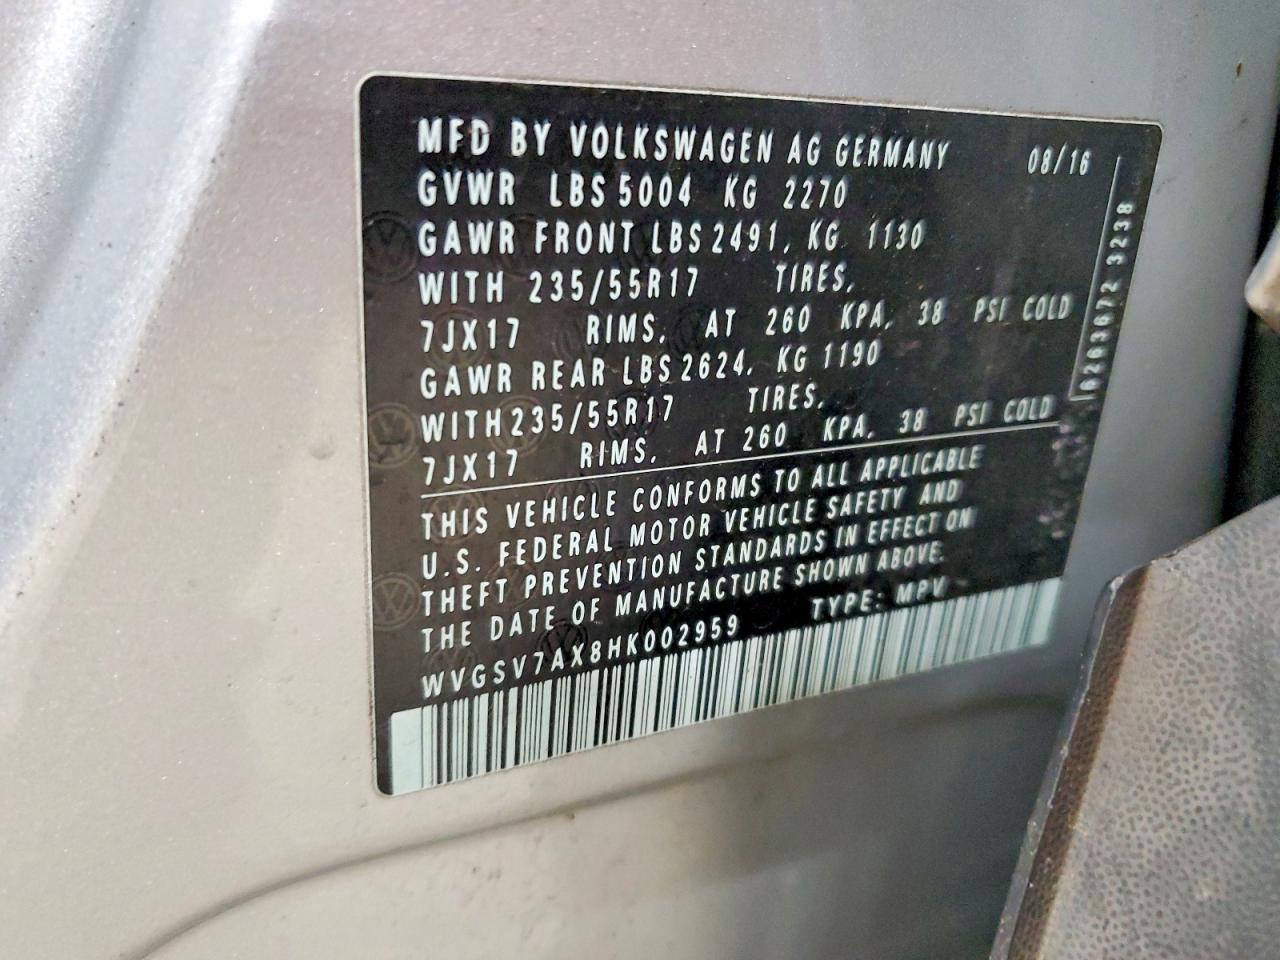 MFD BY VOLKSWAGEN AG GERMANY 08/16
GVWR LBS 5004 KG 2270
GAWR FRONT LBS 2491, KG 1130
WITH 235/55R17 TIRES,
7JX17 RIMS, AT 260 KPA, 38 PSI COLD
GAWR REAR LBS 2624, KG 1190
WITH 235/55R17 TIRES,
7JX17 RIMS, AT 260 KPA, 38 PSI COLD
THIS VEHICLE CONFORMS TO ALL APPLICABLE
U.S. FEDERAL MOTOR VEHICLE SAFETY AND
THEFT PREVENTION STANDARDS IN EFFECT ON
THE DATE OF MANUFACTURE SHOWN ABOVE.
WVGSV7AX8HK002959 TYPE: MPV
3238